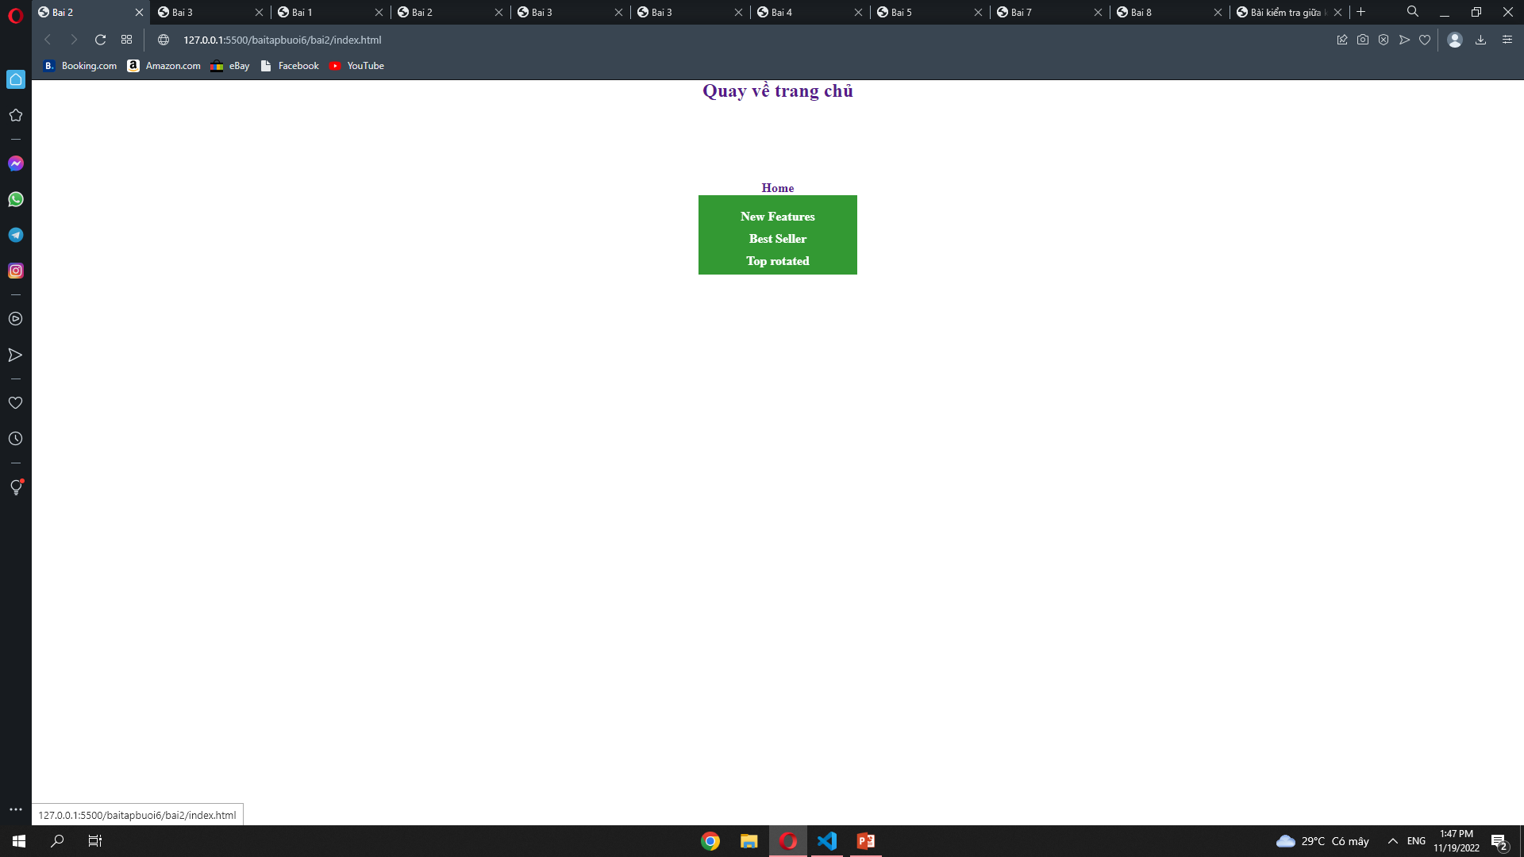 Bai 2
Bai 3
Bai 1
Bai 2
Bai 3
Bai 3
Bai 4
Bai 5
Bai 7
Bai 8
Bài kiểm tra giữa
127.0.0.1:5500/baitapbuoi6/bai2/index.html
B. Booking.com
a Amazon.com
eBay
Facebook
YouTube
Quay về trang chủ
Home
New Features
Best Seller
Top rotated
127.0.0.1:5500/baitapbuoi6/bai2/index.html
29°C Có mây
ENG
1:47 PM
11/19/2022
2